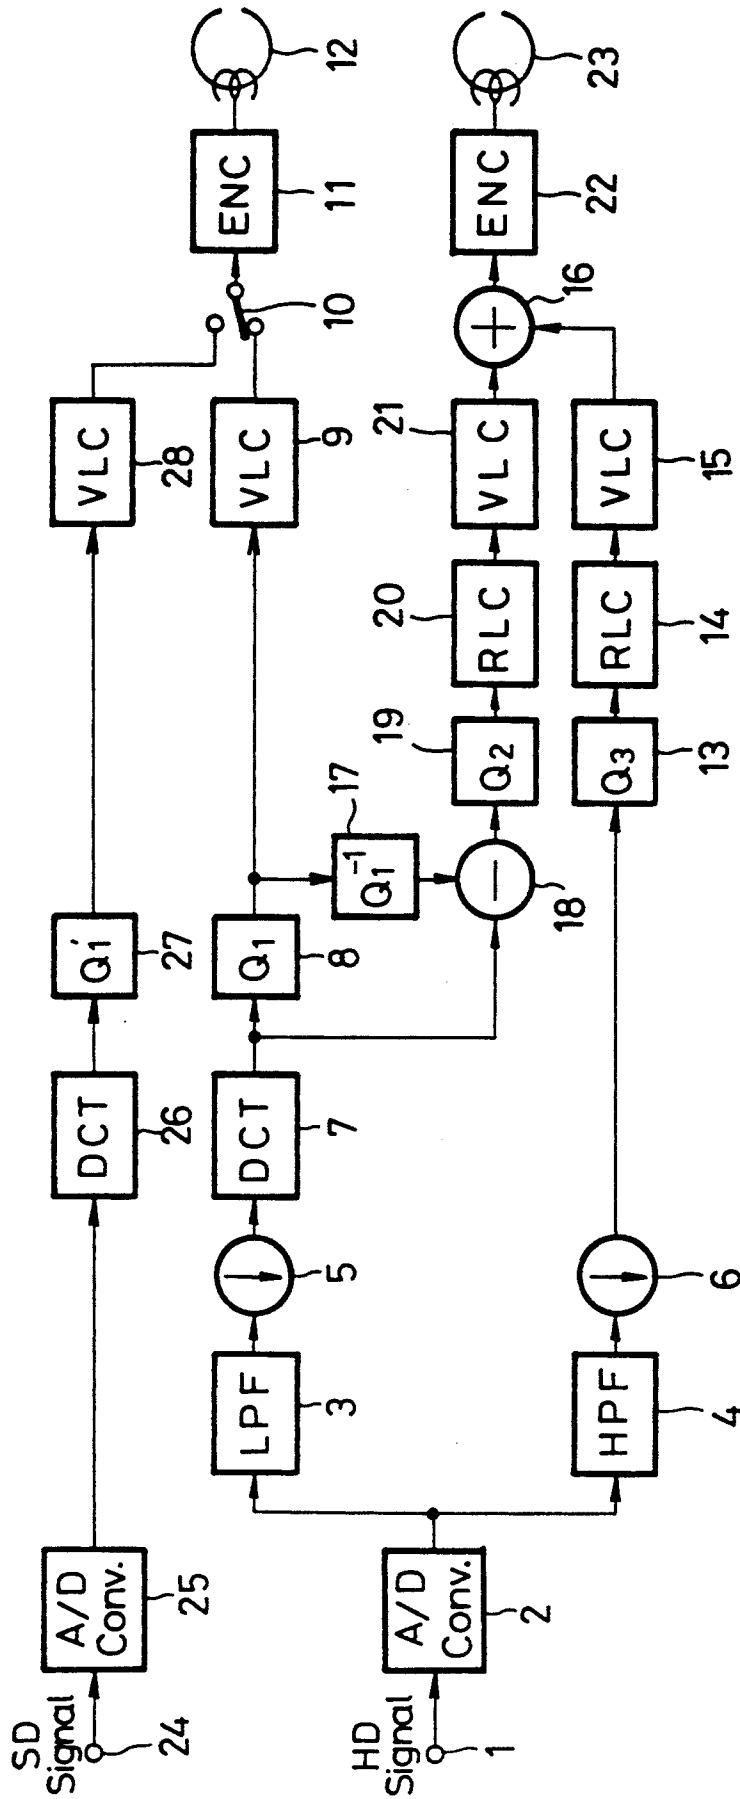 SD
Signal
24
A/D
Conv.
25
DCT
26
Q1'
27
VLC
28
10
ENC
11
12
HD
Signal
1
A/D
Conv.
2
LPF
3
5
DCT
7
Q1
8
VLC
9
Q1-1
17
18
Q2
19
RLC
20
VLC
21
16
ENC
22
23
HPF
4
6
Q3
13
RLC
14
VLC
15